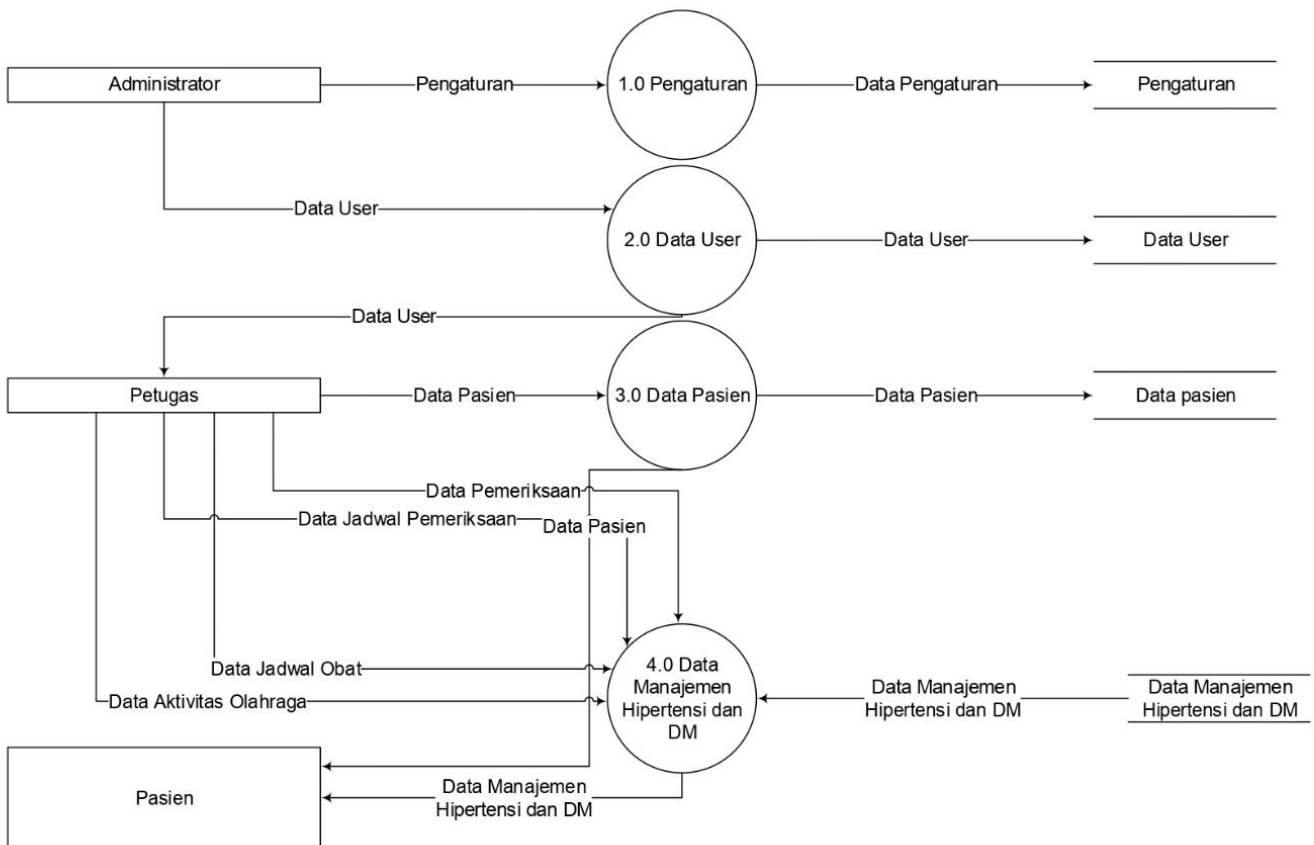 Administrator
Pengaturan
1.0 Pengaturan
Data Pengaturan
Pengaturan
Data User
2.0 Data User
Data User
Data User
Data User
Petugas
Data Pasien
3.0 Data Pasien
Data Pasien
Data pasien
Data Pemeriksaan
Data Jadwal Pemeriksaan
Data Pasien
Data Jadwal Obat
Data Aktivitas Olahraga
4.0 Data
Manajemen
Hipertensi dan
DM
Data Manajemen
Hipertensi dan DM
Data Manajemen
Hipertensi dan DM
Pasien
Data Manajemen
Hipertensi dan DM